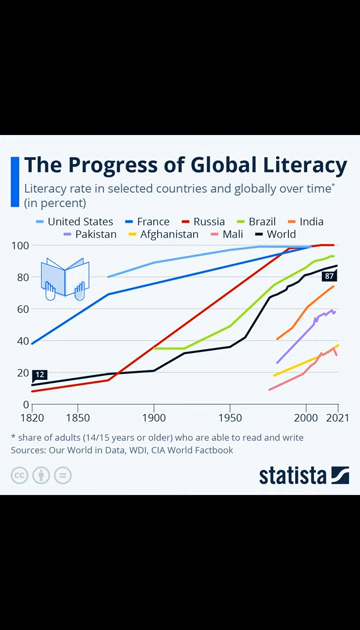 The Progress of Global Literacy
Literacy rate in selected countries and globally over time*
(in percent)
United States France Russia Brazil India
Pakistan Afghanistan Mali World
100
80
60
40
20
0
12
87
1820 1850 1900 1950 2000 2021
* share of adults (14/15 years or older) who are able to read and write
Sources: Our World in Data, WDI, CIA World Factbook
cc
statista